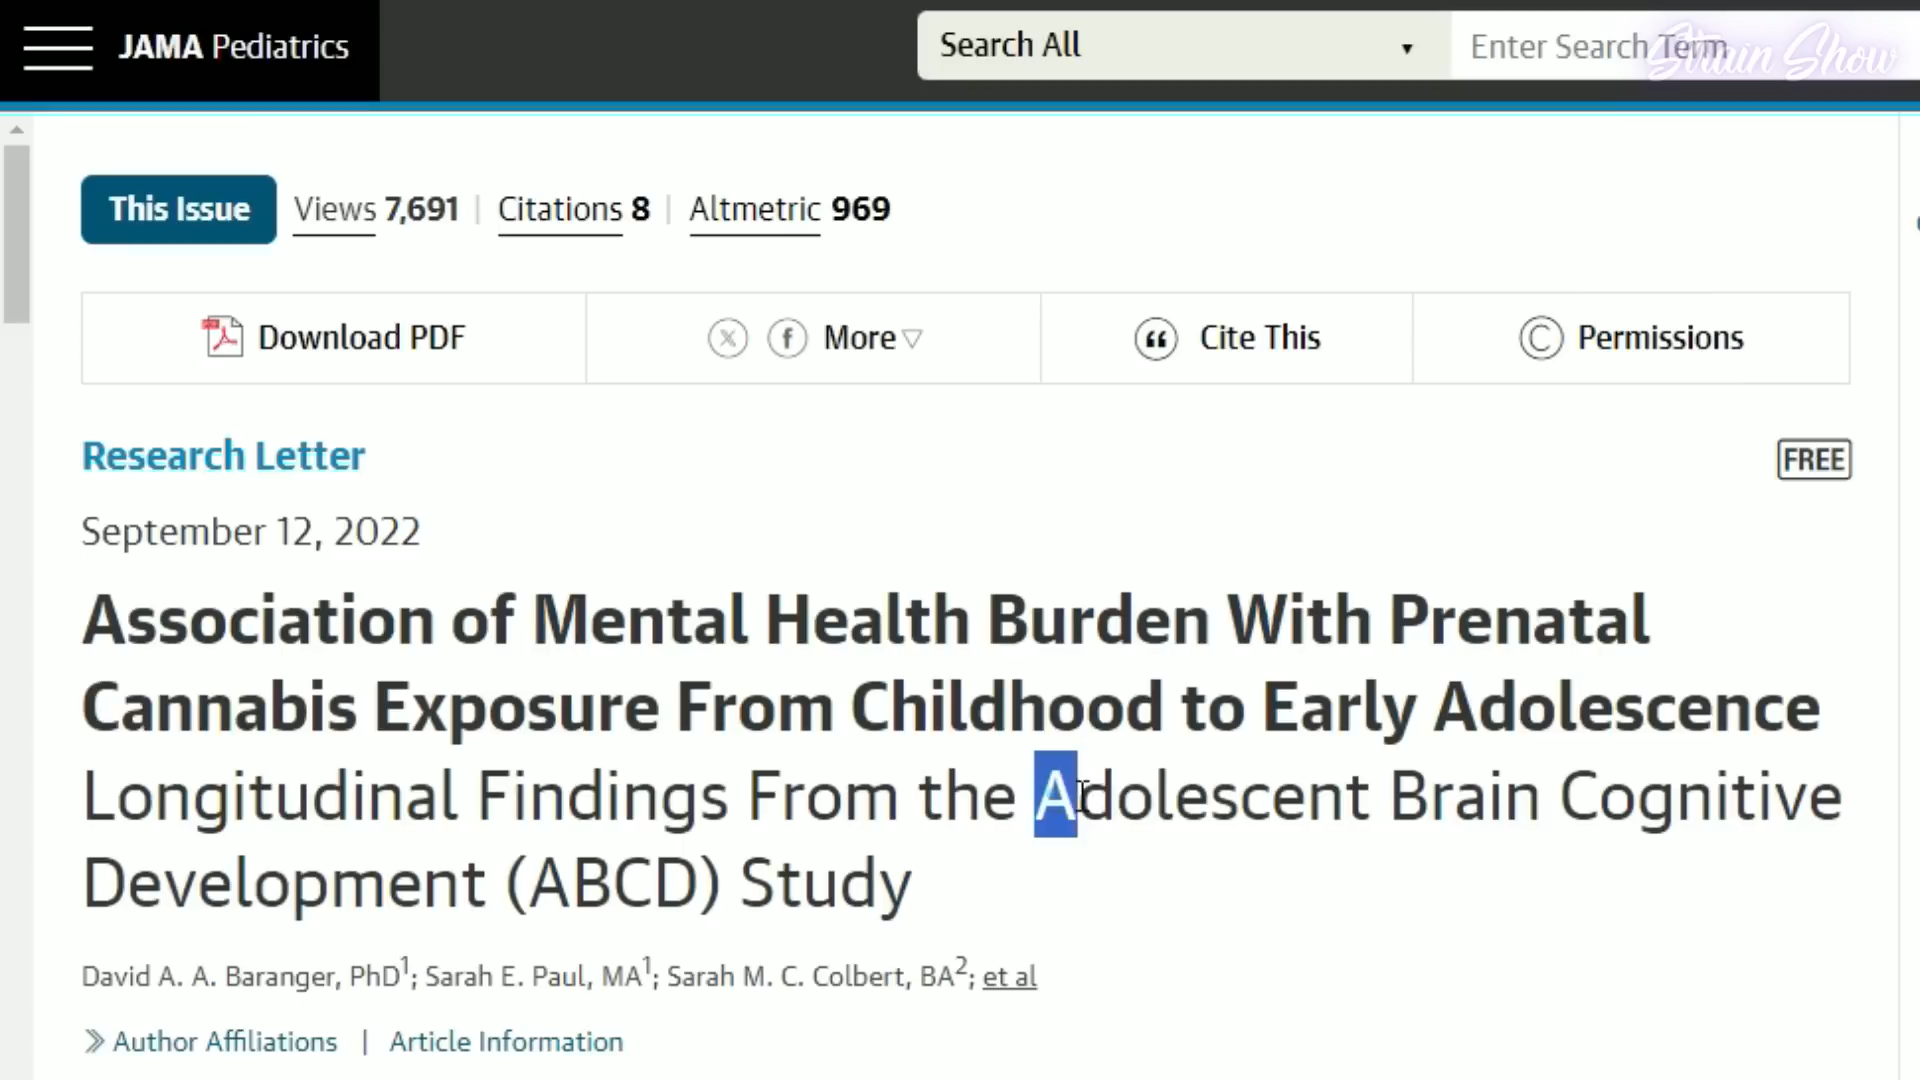 JAMA Pediatrics
Search All
Enter Search Term
Strain Show
This Issue Views 7,691 | Citations 8 | Altmetric 969
Download PDF More Cite This Permissions
Research Letter
FREE
September 12, 2022
Association of Mental Health Burden With Prenatal
Cannabis Exposure From Childhood to Early Adolescence
Longitudinal Findings From the Adolescent Brain Cognitive
Development (ABCD) Study
David A. A. Baranger, PhD1; Sarah E. Paul, MA1; Sarah M. C. Colbert, BA2; et al
Author Affiliations | Article Information